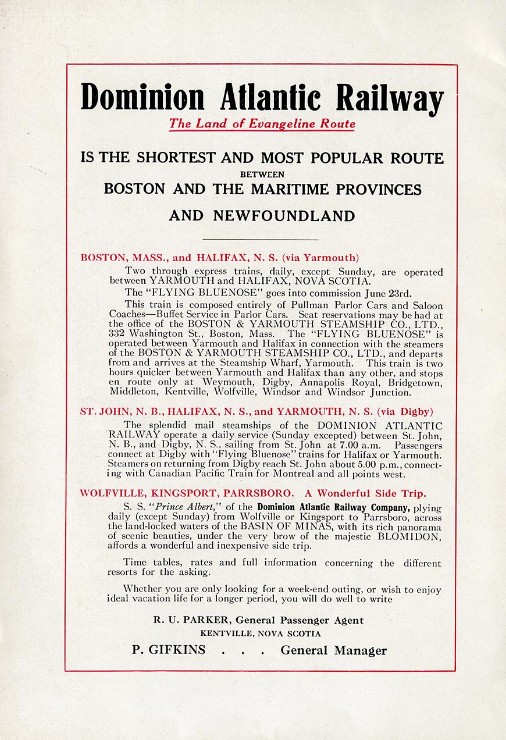 Dominion Atlantic Railway
The Land of Evangeline Route
IS THE SHORTEST AND MOST POPULAR ROUTE
BETWEEN
BOSTON AND THE MARITIME PROVINCES
AND NEWFOUNDLAND
BOSTON, MASS., and HALIFAX, N. S. (via Yarmouth)
Two through express trains, daily, except Sunday, are operated
between YARMOUTH and HALIFAX, NOVA SCOTIA.
The "FLYING BLUENOSE" goes into commission June 23rd.
This train is composed entirely of Pullman Parlor Cars and Saloon
Coaches—Buffet Service in Parlor Cars. Seat reservations may be had at
the office of the BOSTON & YARMOUTH STEAMSHIP CO., LTD.,
332 Washington St., Boston, Mass. The "FLYING BLUENOSE" is
operated between Yarmouth and Halifax in connection with the steamers
of the BOSTON & YARMOUTH STEAMSHIP CO., LTD., and departs
from and arrives at the Steamship Wharf, Yarmouth. This train is two
hours quicker between Yarmouth and Halifax than any other, and stops
en route only at Weymouth, Digby, Annapolis Royal, Bridgetown,
Middleton, Kentville, Wolfville, Windsor and Windsor Junction.
ST. JOHN, N. B., HALIFAX, N. S., and YARMOUTH, N. S. (via Digby)
The splendid mail steamships of the DOMINION ATLANTIC
RAILWAY operate a daily service (Sunday excepted) between St. John,
N. B., and Digby, N. S., sailing from St. John at 7.00 a.m. Passengers
connect at Digby with "Flying Bluenose" trains for Halifax or Yarmouth.
Steamers on returning from Digby reach St. John about 5.00 p.m., connect-
ing with Canadian Pacific Train for Montreal and all points west.
WOLFVILLE, KINGSPORT, PARRSBORO. A Wonderful Side Trip.
S. S. "Prince Albert," of the Dominion Atlantic Railway Company, plying
daily (except Sunday) from Wolfville or Kingsport to Parrsboro, across
the land-locked waters of the BASIN OF MINAS, with its rich panorama
of scenic beauties, under the very brow of the majestic BLOMIDON,
affords a wonderful and inexpensive side trip.
Time tables, rates and full information concerning the different
resorts for the asking.
Whether you are only looking for a week-end outing, or wish to enjoy
ideal vacation life for a longer period, you will do well to write
R. U. PARKER, General Passenger Agent
KENTVILLE, NOVA SCOTIA
P. GIFKINS . . . General Manager